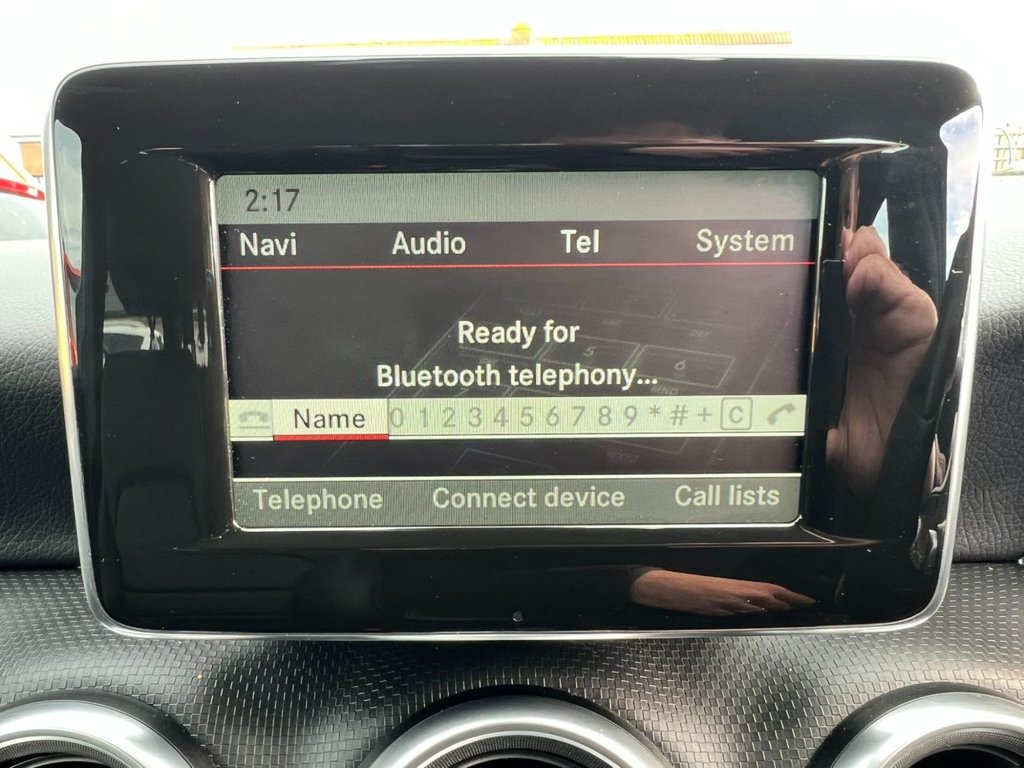 2:17
Navi Audio Tel System
Ready for
Bluetooth telephony...
Name 0 1 2 3 4 5 6 7 8 9 * # + C
Telephone Connect device Call lists